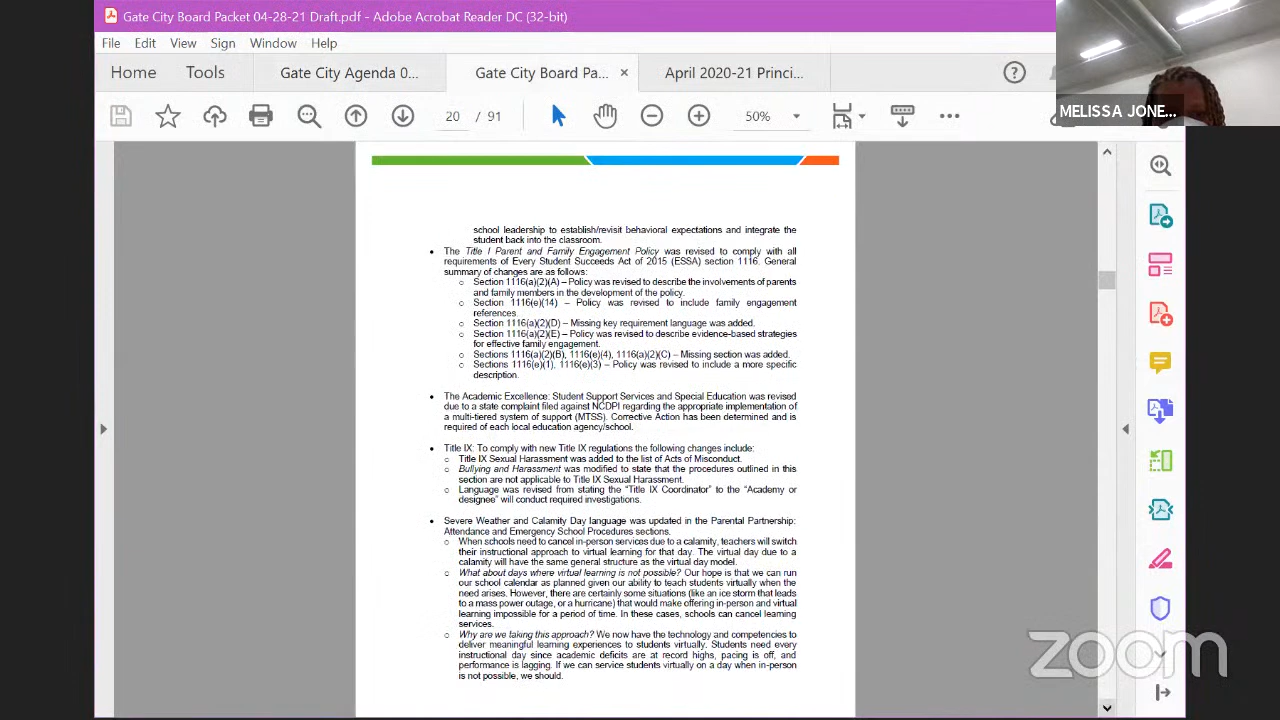 Gate City Board Packet 04-28-21 Draft.pdf - Adobe Acrobat Reader DC (32-bit)
File Edit View Sign Window Help
Home Tools Gate City Agenda 0... Gate City Board Pa... × April 2020-21 Princi...
20 / 91 50%
MELISSA JONE...
school leadership to establish/revisit behavioral expectations and integrate the
student back into the classroom.
• The Title I Parent and Family Engagement Policy was revised to comply with all
requirements of Every Student Succeeds Act of 2015 (ESSA) section 1116. General
summary of changes are as follows:
o Section 1116(a)(2)(A) – Policy was revised to describe the involvements of parents
and family members in the development of the policy.
o Section 1116(e)(14) – Policy was revised to include family engagement
references.
o Section 1116(a)(2)(D) – Missing key requirement language was added.
o Section 1116(a)(2)(E) – Policy was revised to describe evidence-based strategies
for effective family engagement.
o Sections 1116(a)(2)(B), 1116(e)(4), 1116(a)(2)(C) – Missing section was added.
o Sections 1116(e)(1), 1116(e)(3) – Policy was revised to include a more specific
description.
• The Academic Excellence: Student Support Services and Special Education was revised
due to a state complaint filed against NCDPI regarding the appropriate implementation of
a multi-tiered system of support (MTSS). Corrective Action has been determined and is
required of each local education agency/school.
• Title IX: To comply with new Title IX regulations the following changes include:
o Title IX Sexual Harassment was added to the list of Acts of Misconduct.
o Bullying and Harassment was modified to state that the procedures outlined in this
section are not applicable to Title IX Sexual Harassment.
o Language was revised from stating the "Title IX Coordinator" to the "Academy or
designee" will conduct required investigations.
• Severe Weather and Calamity Day language was updated in the Parental Partnership:
Attendance and Emergency School Procedures sections.
o When schools need to cancel in-person services due to a calamity, teachers will switch
their instructional approach to virtual learning for that day. The virtual day due to a
calamity will have the same general structure as the virtual day model.
o What about days where virtual learning is not possible? Our hope is that we can run
our school calendar as planned given our ability to teach students virtually when the
need arises. However, there are certainly some situations (like an ice storm that leads
to a mass power outage, or a hurricane) that would make offering in-person and virtual
learning impossible for a period of time. In these cases, schools can cancel learning
services.
o Why are we taking this approach? We now have the technology and competencies to
deliver meaningful learning experiences to students virtually. Students need every
instructional day since academic deficits are at record highs, pacing is off, and
performance is lagging. If we can service students virtually on a day when in-person
is not possible, we should.
zoom